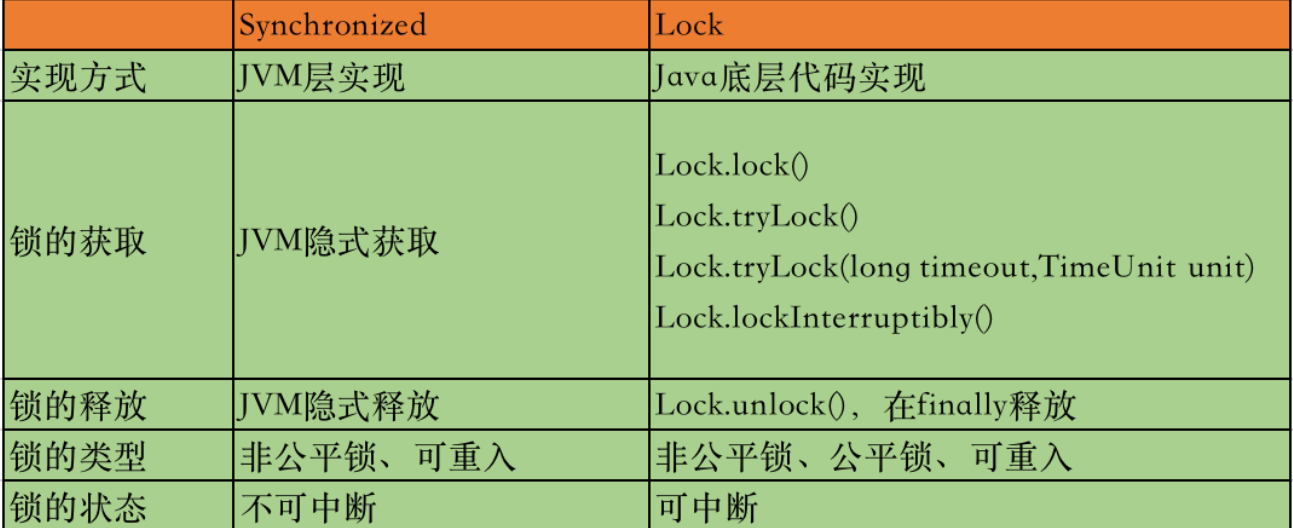 Synchronized Lock
实现方式 JVM层实现 Java底层代码实现
锁的获取 JVM隐式获取 Lock.lock()
Lock.tryLock()
Lock.tryLock(long timeout,TimeUnit unit)
Lock.lockInterruptibly()
锁的释放 JVM隐式释放 Lock.unlock()，在finally释放
锁的类型 非公平锁、可重入 非公平锁、公平锁、可重入
锁的状态 不可中断 可中断